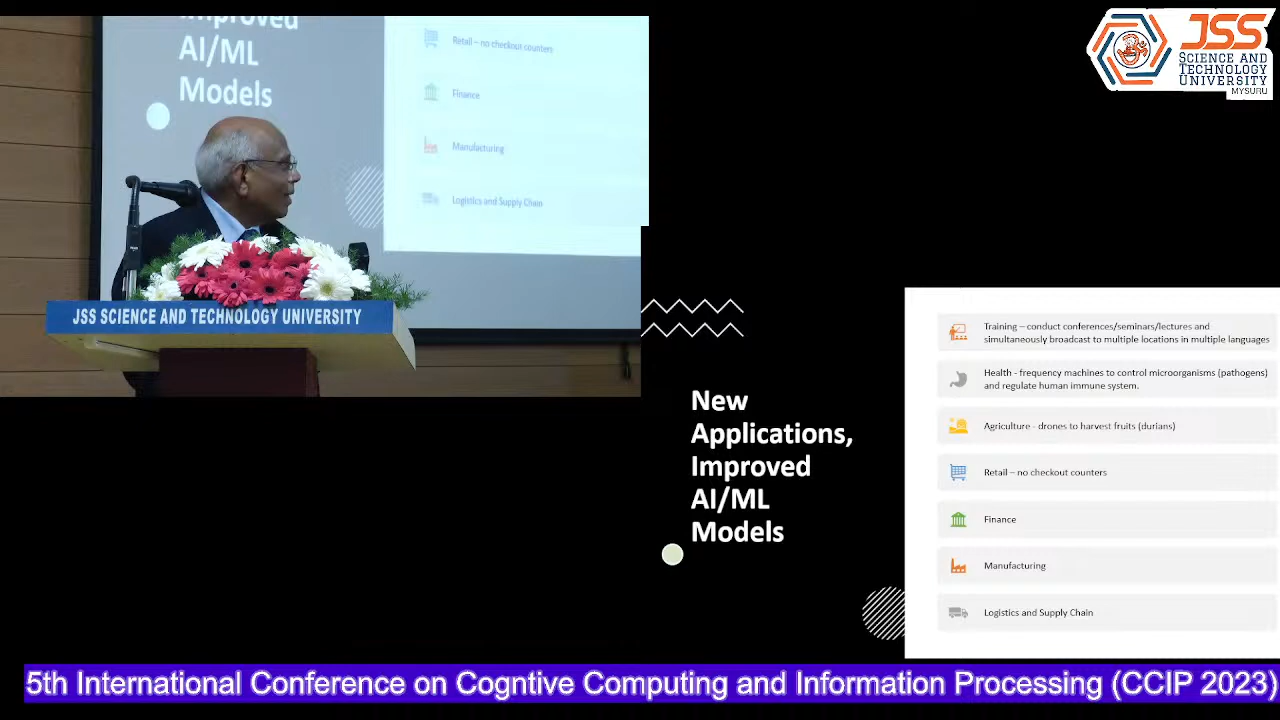 Improved
AI/ML
Models
Retail – no checkout counters
Finance
Manufacturing
Logistics and Supply Chain
JSS SCIENCE AND TECHNOLOGY UNIVERSITY
JSS
SCIENCE AND
TECHNOLOGY
UNIVERSITY
MYSURU
New
Applications,
Improved
AI/ML
Models
Training – conduct conferences/seminars/lectures and
simultaneously broadcast to multiple locations in multiple languages
Health - frequency machines to control microorganisms (pathogens)
and regulate human immune system.
Agriculture - drones to harvest fruits (durians)
Retail – no checkout counters
Finance
Manufacturing
Logistics and Supply Chain
5th International Conference on Cogntive Computing and Information Processing (CCIP 2023)